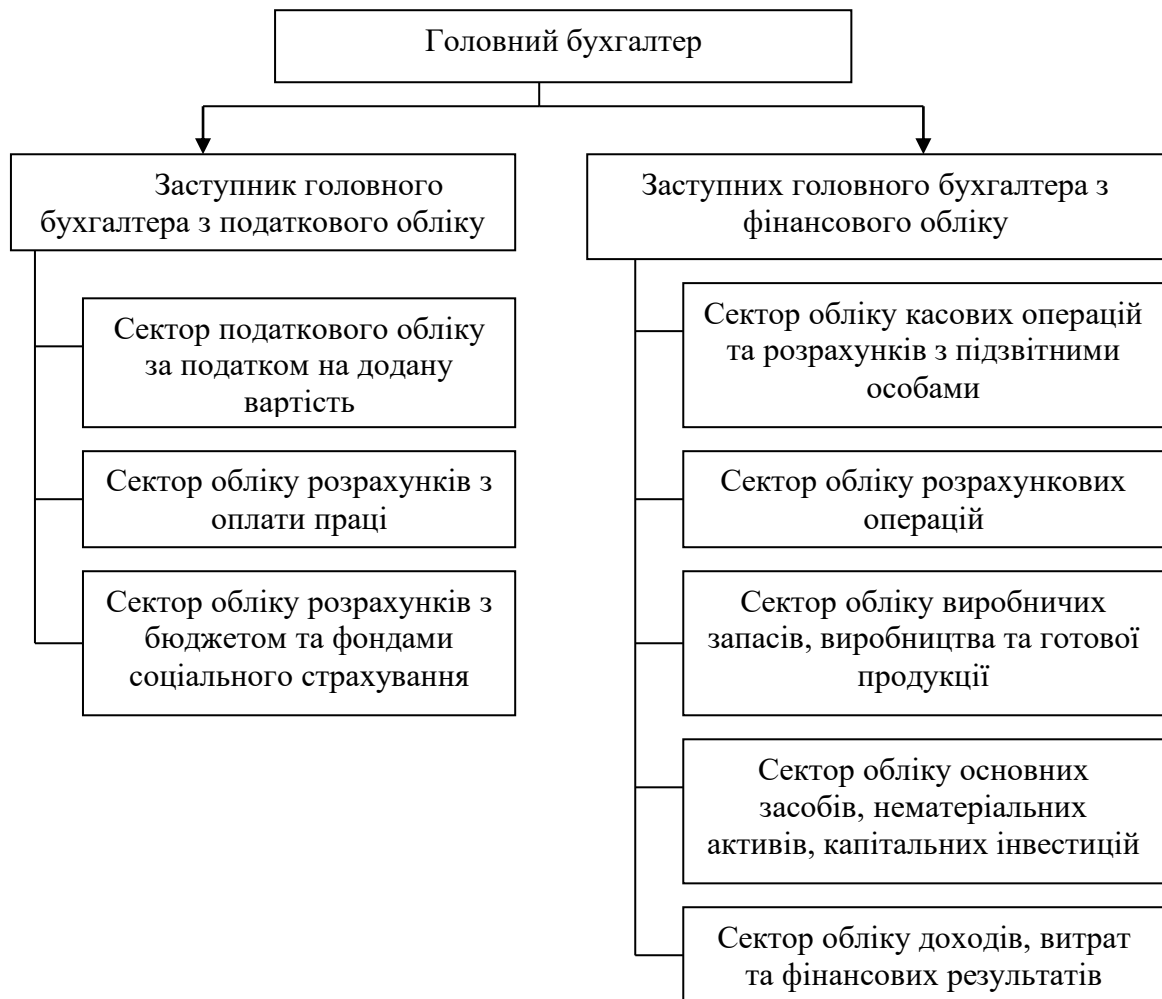 Головний бухгалтер
Заступник головного
бухгалтера з податкового обліку
Сектор податкового обліку
за податком на додану
вартість
Сектор обліку розрахунків з
оплати праці
Сектор обліку розрахунків з
бюджетом та фондами
соціального страхування
Заступних головного бухгалтера з
фінансового обліку
Сектор обліку касових операцій
та розрахунків з підзвітними
особами
Сектор обліку розрахункових
операцій
Сектор обліку виробничих
запасів, виробництва та готової
продукції
Сектор обліку основних
засобів, нематеріальних
активів, капітальних інвестицій
Сектор обліку доходів, витрат
та фінансових результатів